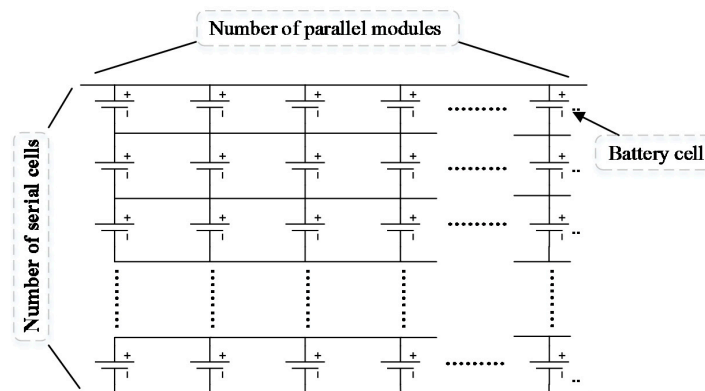 Number of parallel modules
Number of serial cells
Battery cell